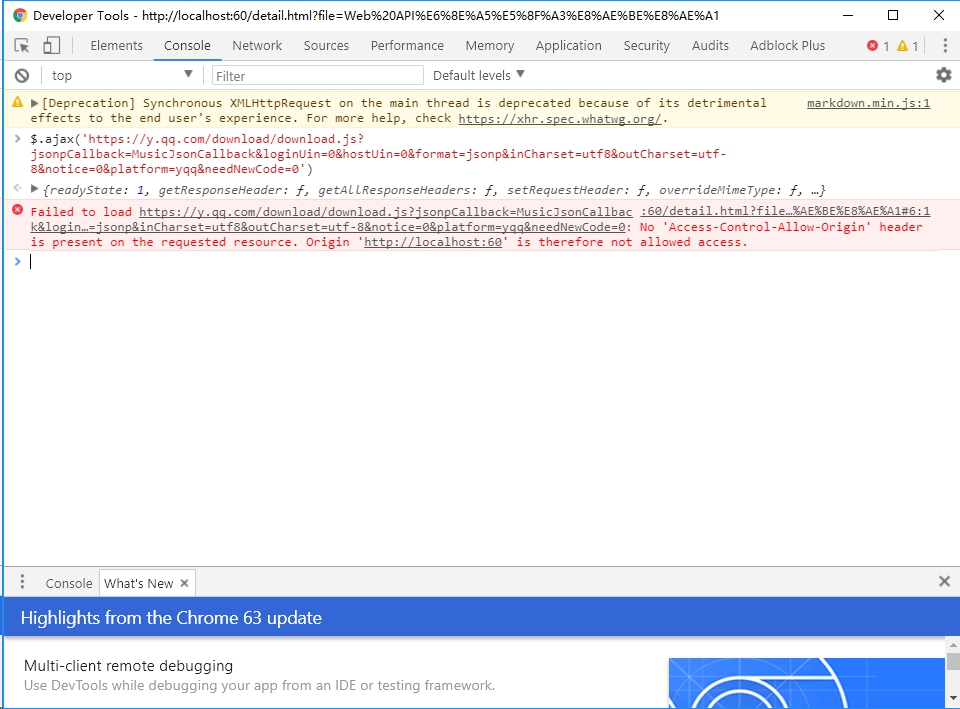 Developer Tools - http://localhost:60/detail.html?file=Web%20API%E6%8E%A5%E5%8F%A3%E8%AE%BE%E8%AE%A1
Elements Console Network Sources Performance Memory Application Security Audits Adblock Plus 1 1
top Filter Default levels
[Deprecation] Synchronous XMLHttpRequest on the main thread is deprecated because of its detrimental markdown.min.js:1
effects to the end user's experience. For more help, check https://xhr.spec.whatwg.org/.
$.ajax('https://y.qq.com/download/download.js?
jsonpCallback=MusicJsonCallback&loginUin=0&hostUin=0&format=jsonp&inCharset=utf8&outCharset=utf-
8&notice=0&platform=yqq&needNewCode=0')
{readyState: 1, getResponseHeader: ƒ, getAllResponseHeaders: ƒ, setRequestHeader: ƒ, overrideMimeType: ƒ, …}
Failed to load https://y.qq.com/download/download.js?jsonpCallback=MusicJsonCallbac :60/detail.html?file…%AE%BE%E8%AE%A1#6:1
k&login…=jsonp&inCharset=utf8&outCharset=utf-8&notice=0&platform=yqq&needNewCode=0: No 'Access-Control-Allow-Origin' header
is present on the requested resource. Origin 'http://localhost:60' is therefore not allowed access.
Console What's New
Highlights from the Chrome 63 update
Multi-client remote debugging
Use DevTools while debugging your app from an IDE or testing framework.